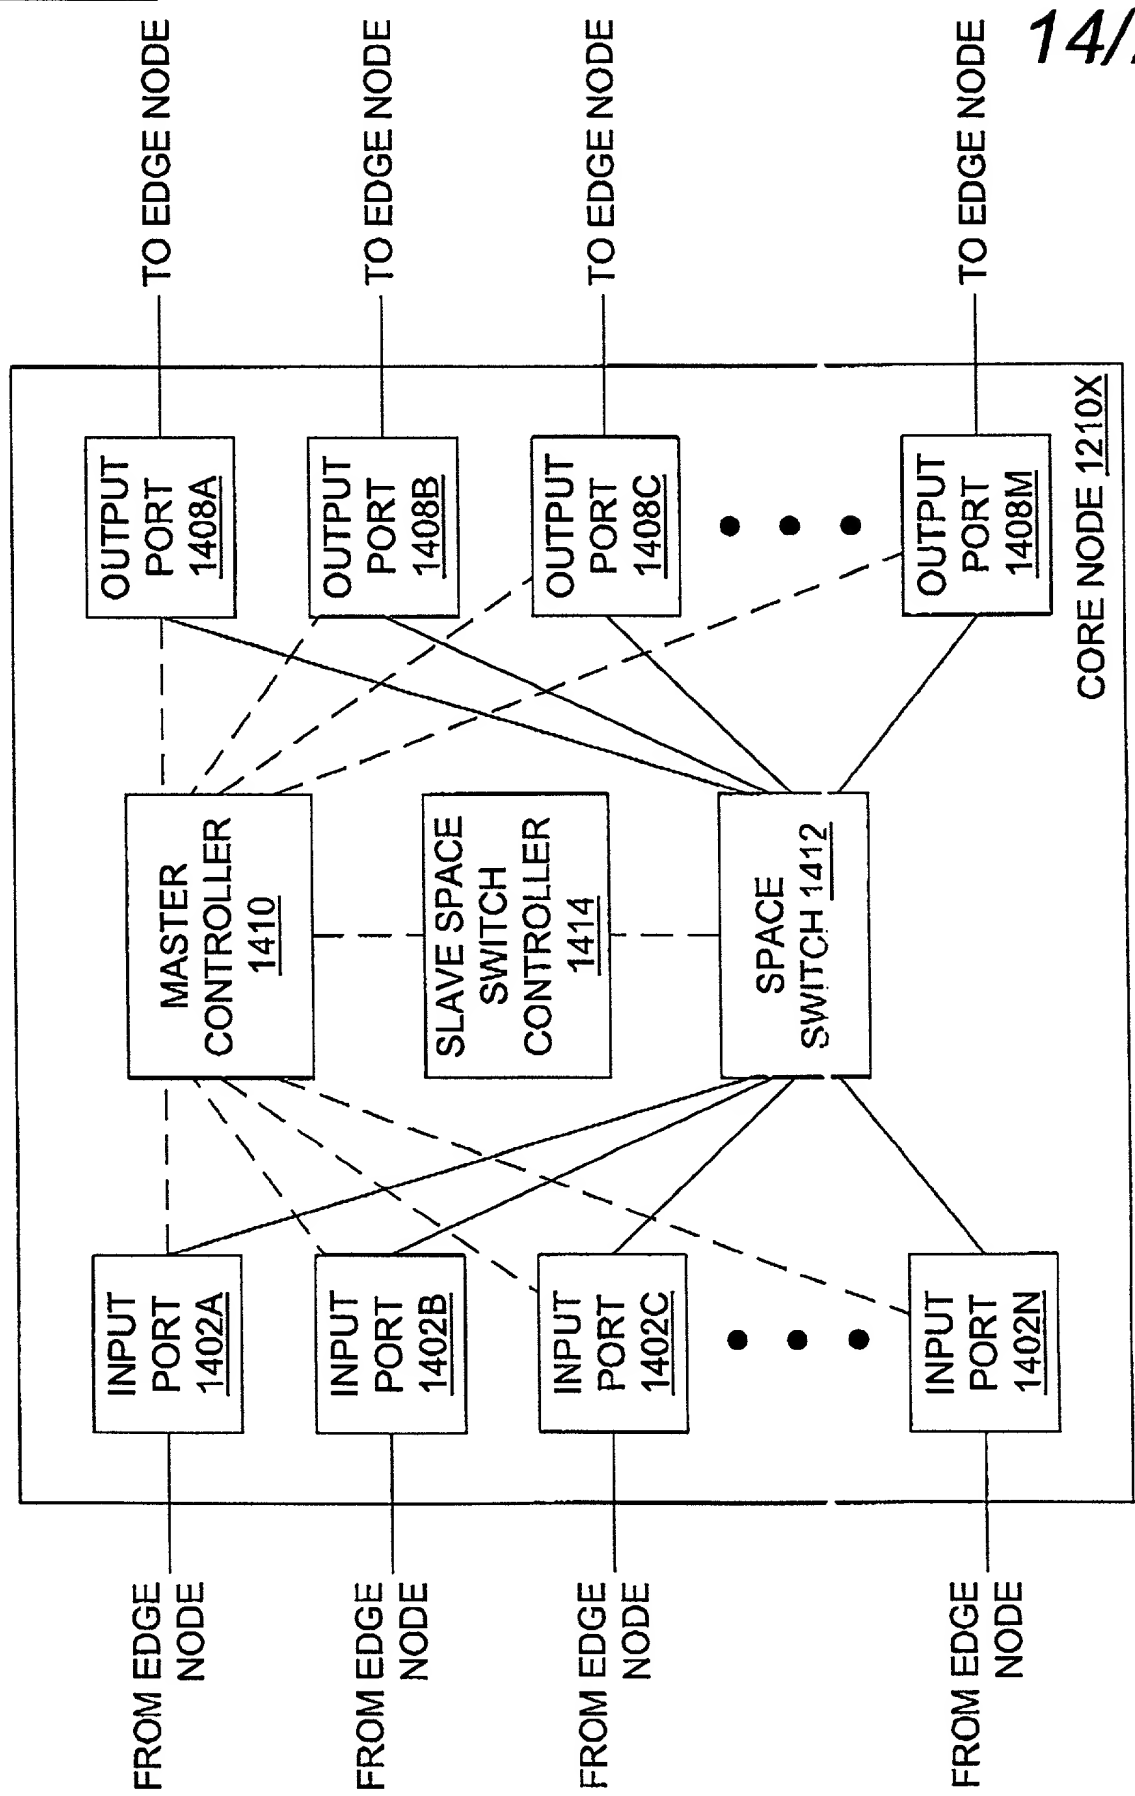 14/
TO EDGE NODE
TO EDGE NODE
TO EDGE NODE
TO EDGE NODE
OUTPUT
PORT
1408A
OUTPUT
PORT
1408B
OUTPUT
PORT
1408C
OUTPUT
PORT
1408M
MASTER
CONTROLLER
1410
SLAVE SPACE
SWITCH
CONTROLLER
1414
SPACE
SWITCH 1412
INPUT
PORT
1402A
INPUT
PORT
1402B
INPUT
PORT
1402C
INPUT
PORT
1402N
CORE NODE 1210X
FROM EDGE
NODE
FROM EDGE
NODE
FROM EDGE
NODE
FROM EDGE
NODE